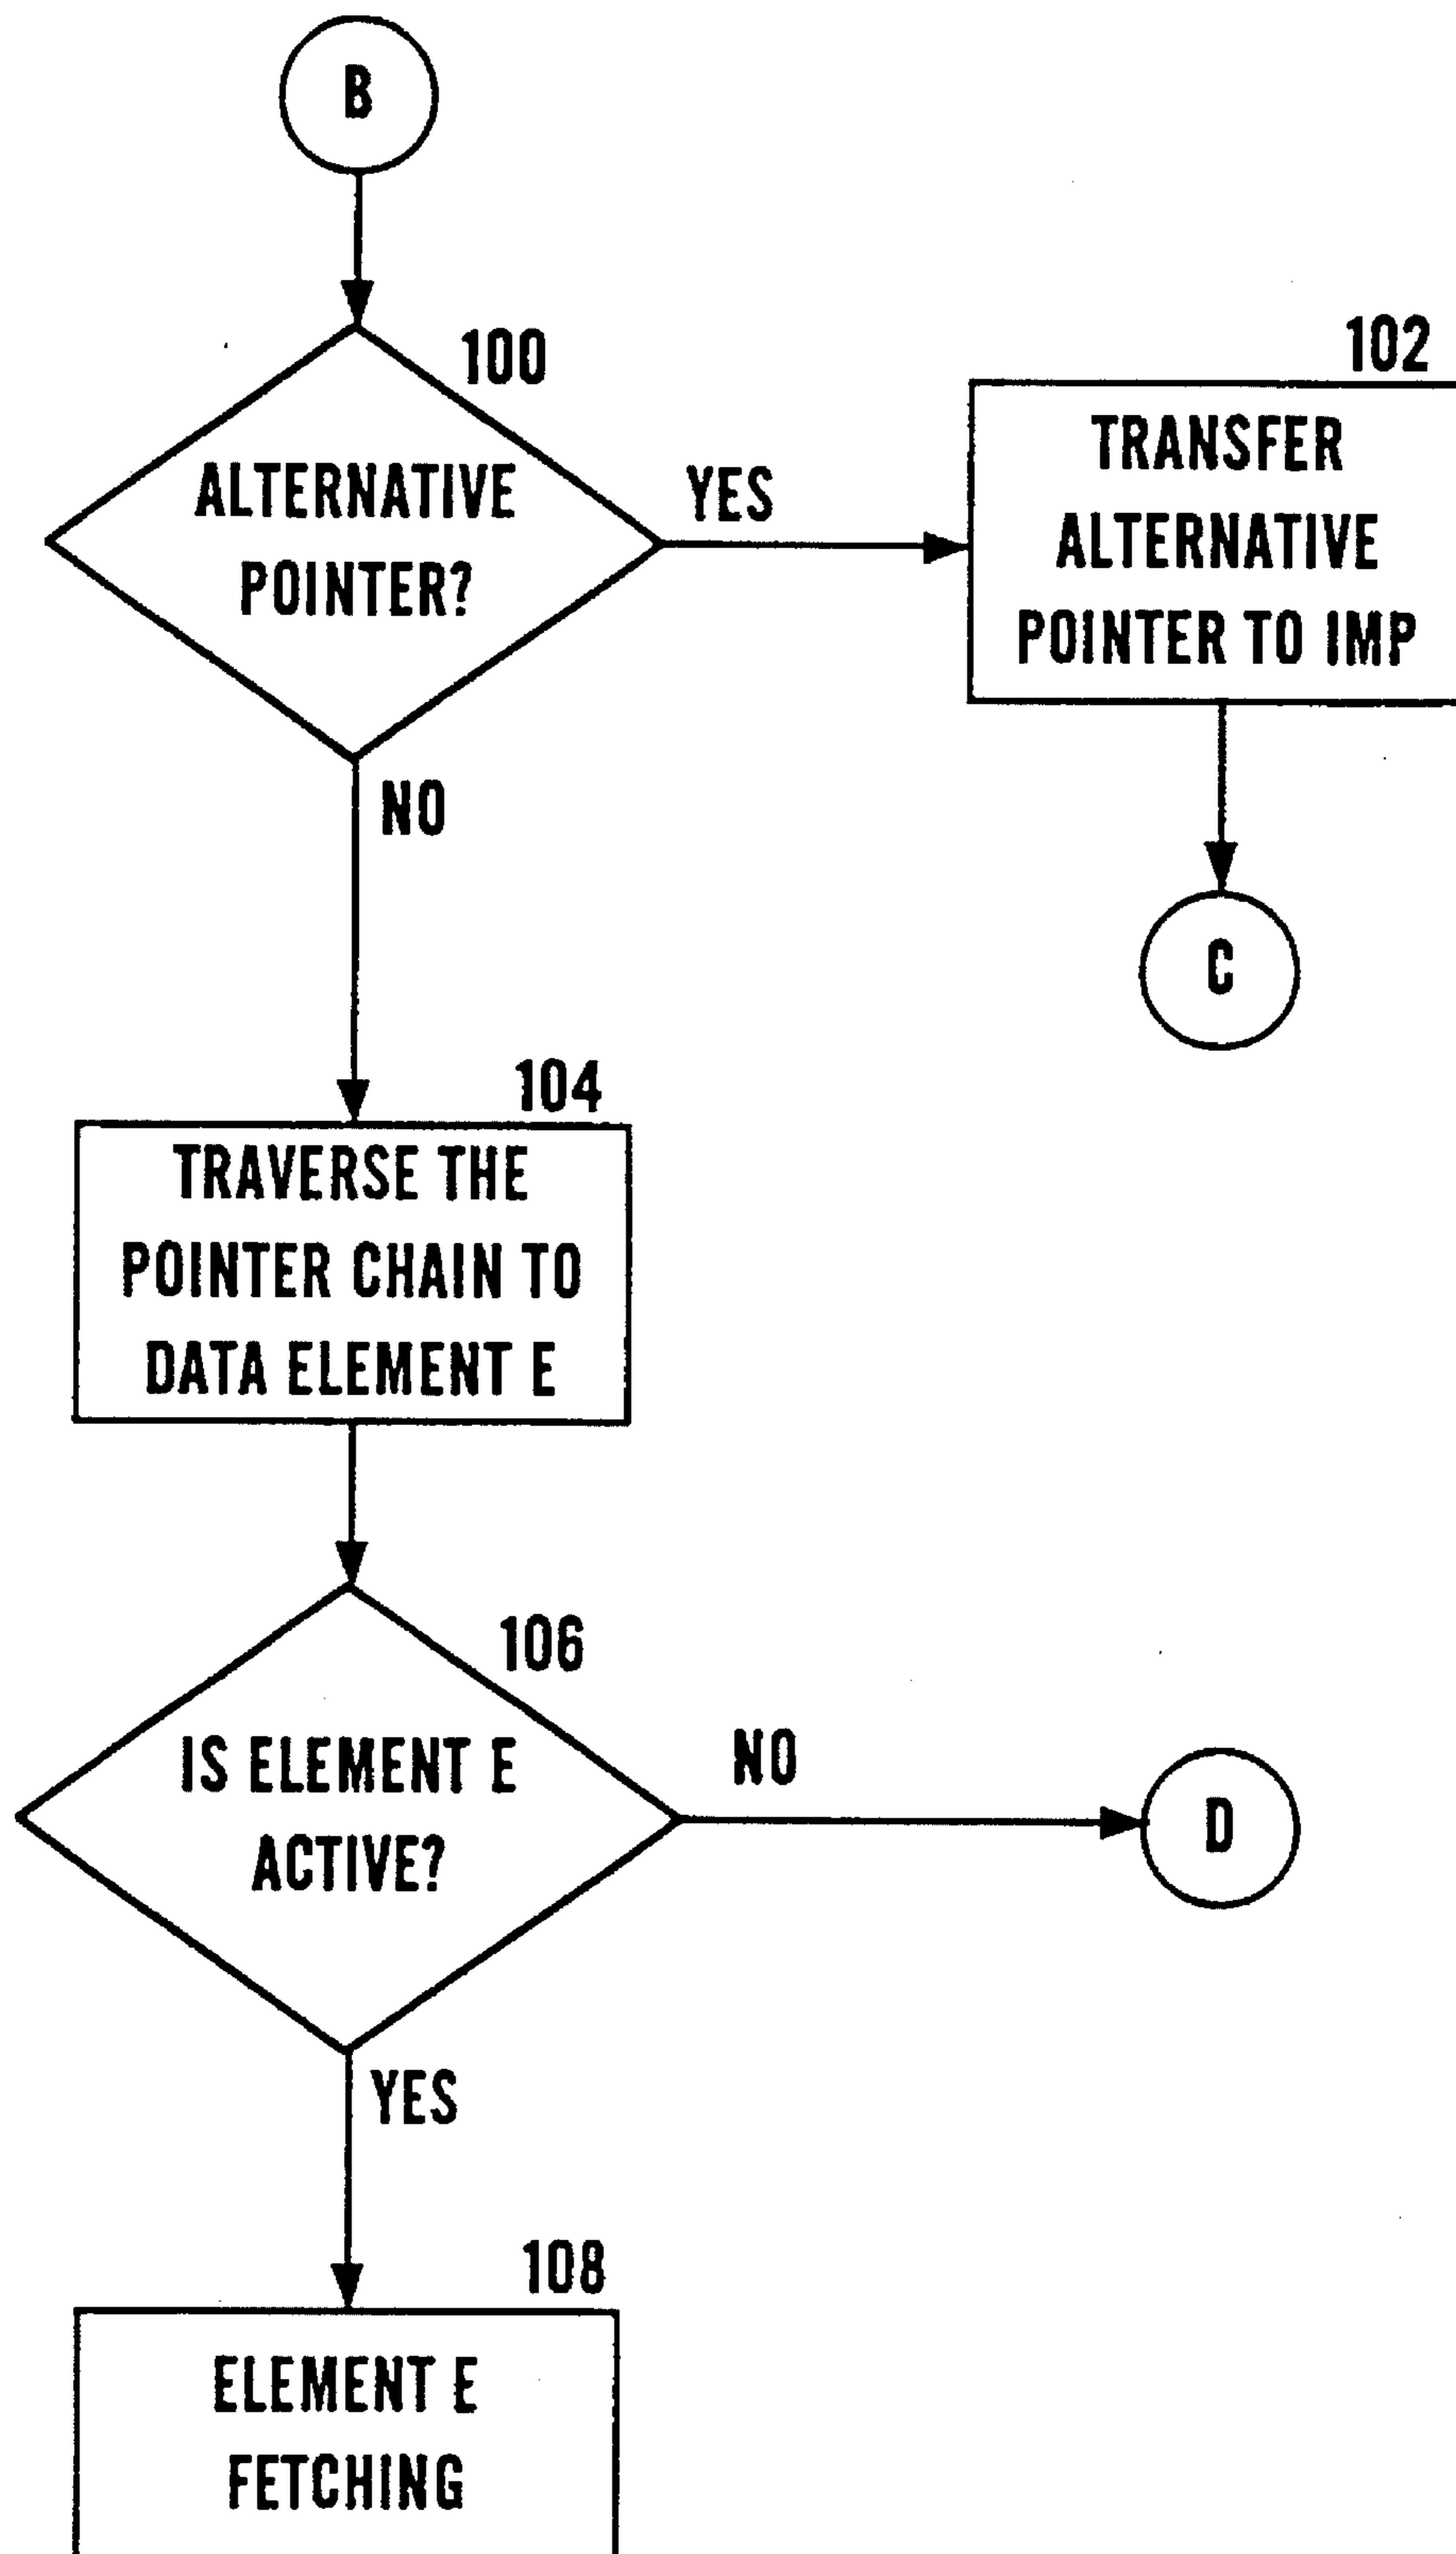 B
100
ALTERNATIVE
POINTER?
YES
102
TRANSFER
ALTERNATIVE
POINTER TO IMP
NO
C
104
TRAVERSE THE
POINTER CHAIN TO
DATA ELEMENT E
106
IS ELEMENT E
ACTIVE?
NO
D
YES
108
ELEMENT E
FETCHING